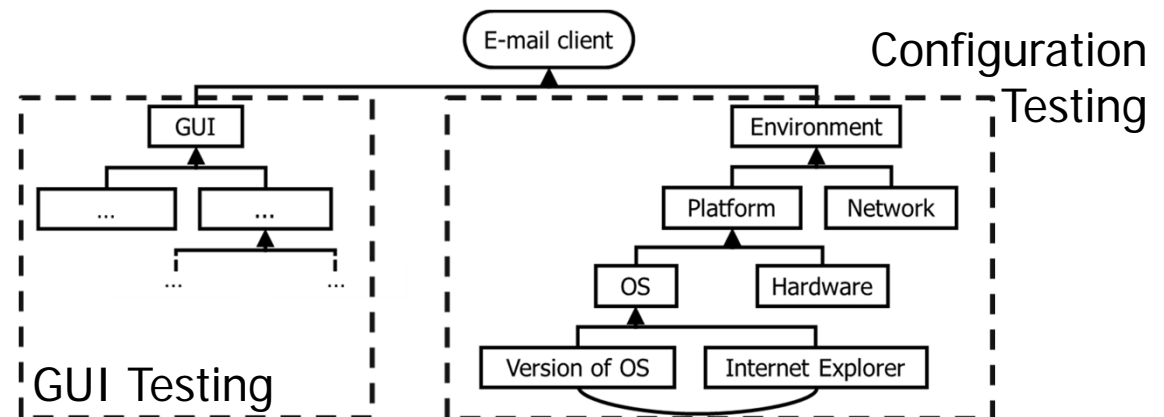 E-mail client
Configuration
Testing
GUI
Environment
...
...
Platform
Network
...
...
OS
Hardware
Version of OS
Internet Explorer
GUI Testing